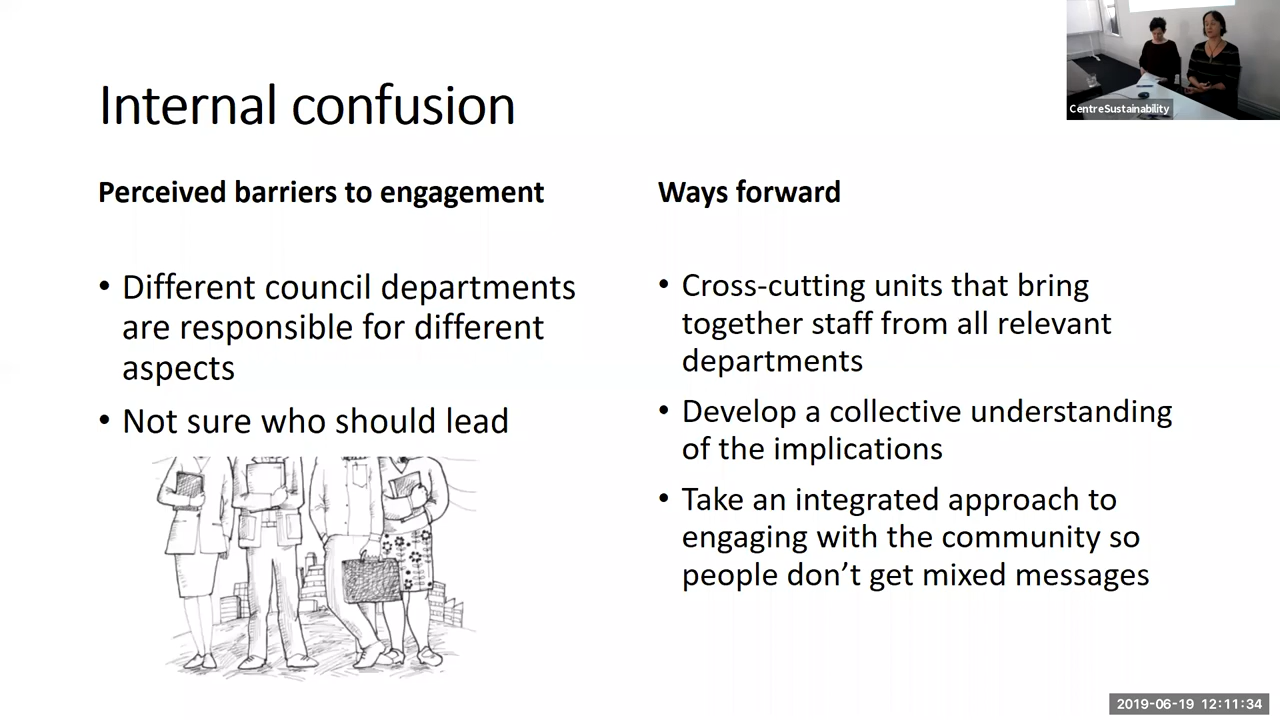 Internal confusion
Perceived barriers to engagement
• Different council departments
are responsible for different
aspects
• Not sure who should lead
Ways forward
• Cross-cutting units that bring
together staff from all relevant
departments
• Develop a collective understanding
of the implications
• Take an integrated approach to
engaging with the community so
people don’t get mixed messages
CentreSustainability
2019-06-19 12:11:34